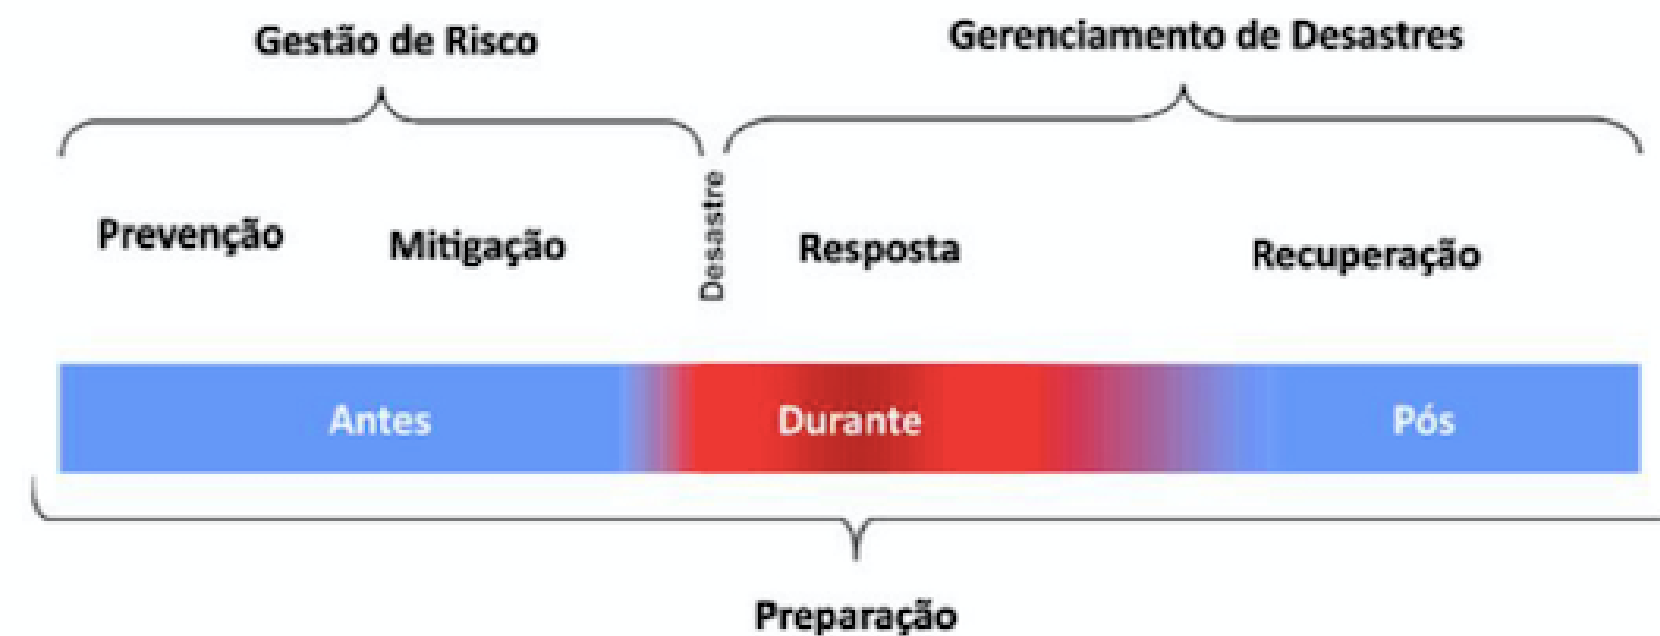 Gestão de Risco
Gerenciamento de Desastres
Prevenção
Mitigação
Desastre
Resposta
Recuperação
Antes
Durante
Pós
Preparação